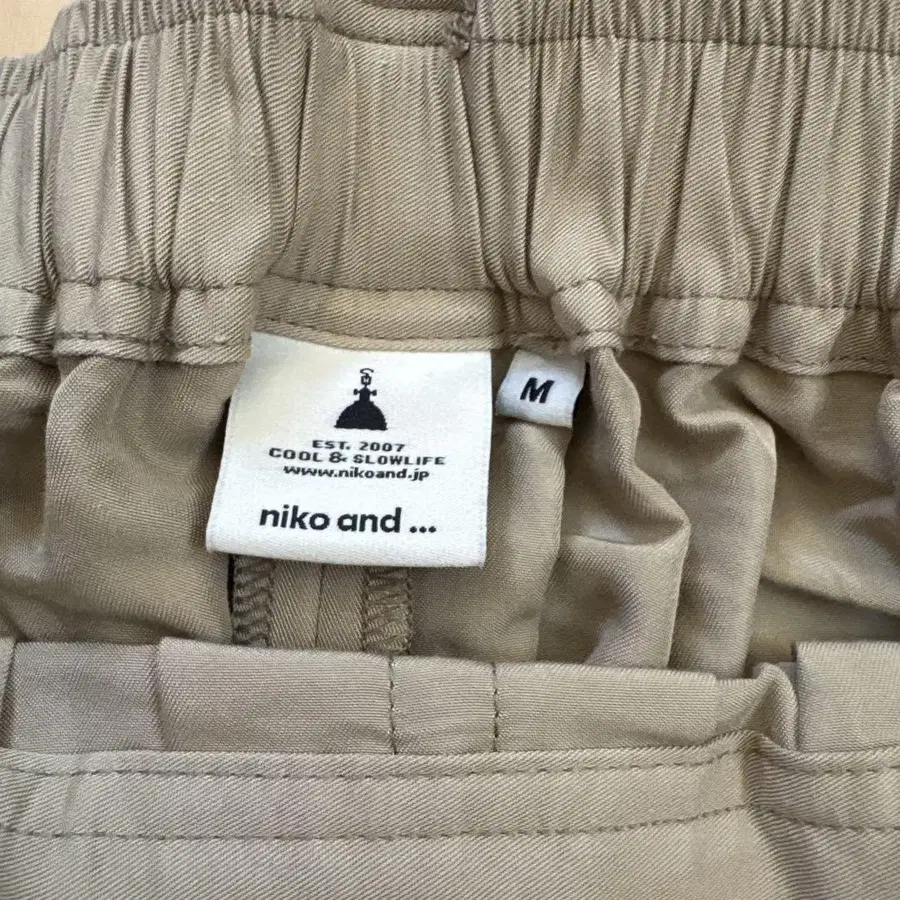 EST. 2007
COOL & SLOWLIFE
www.nikoand.jp
niko and ...
M